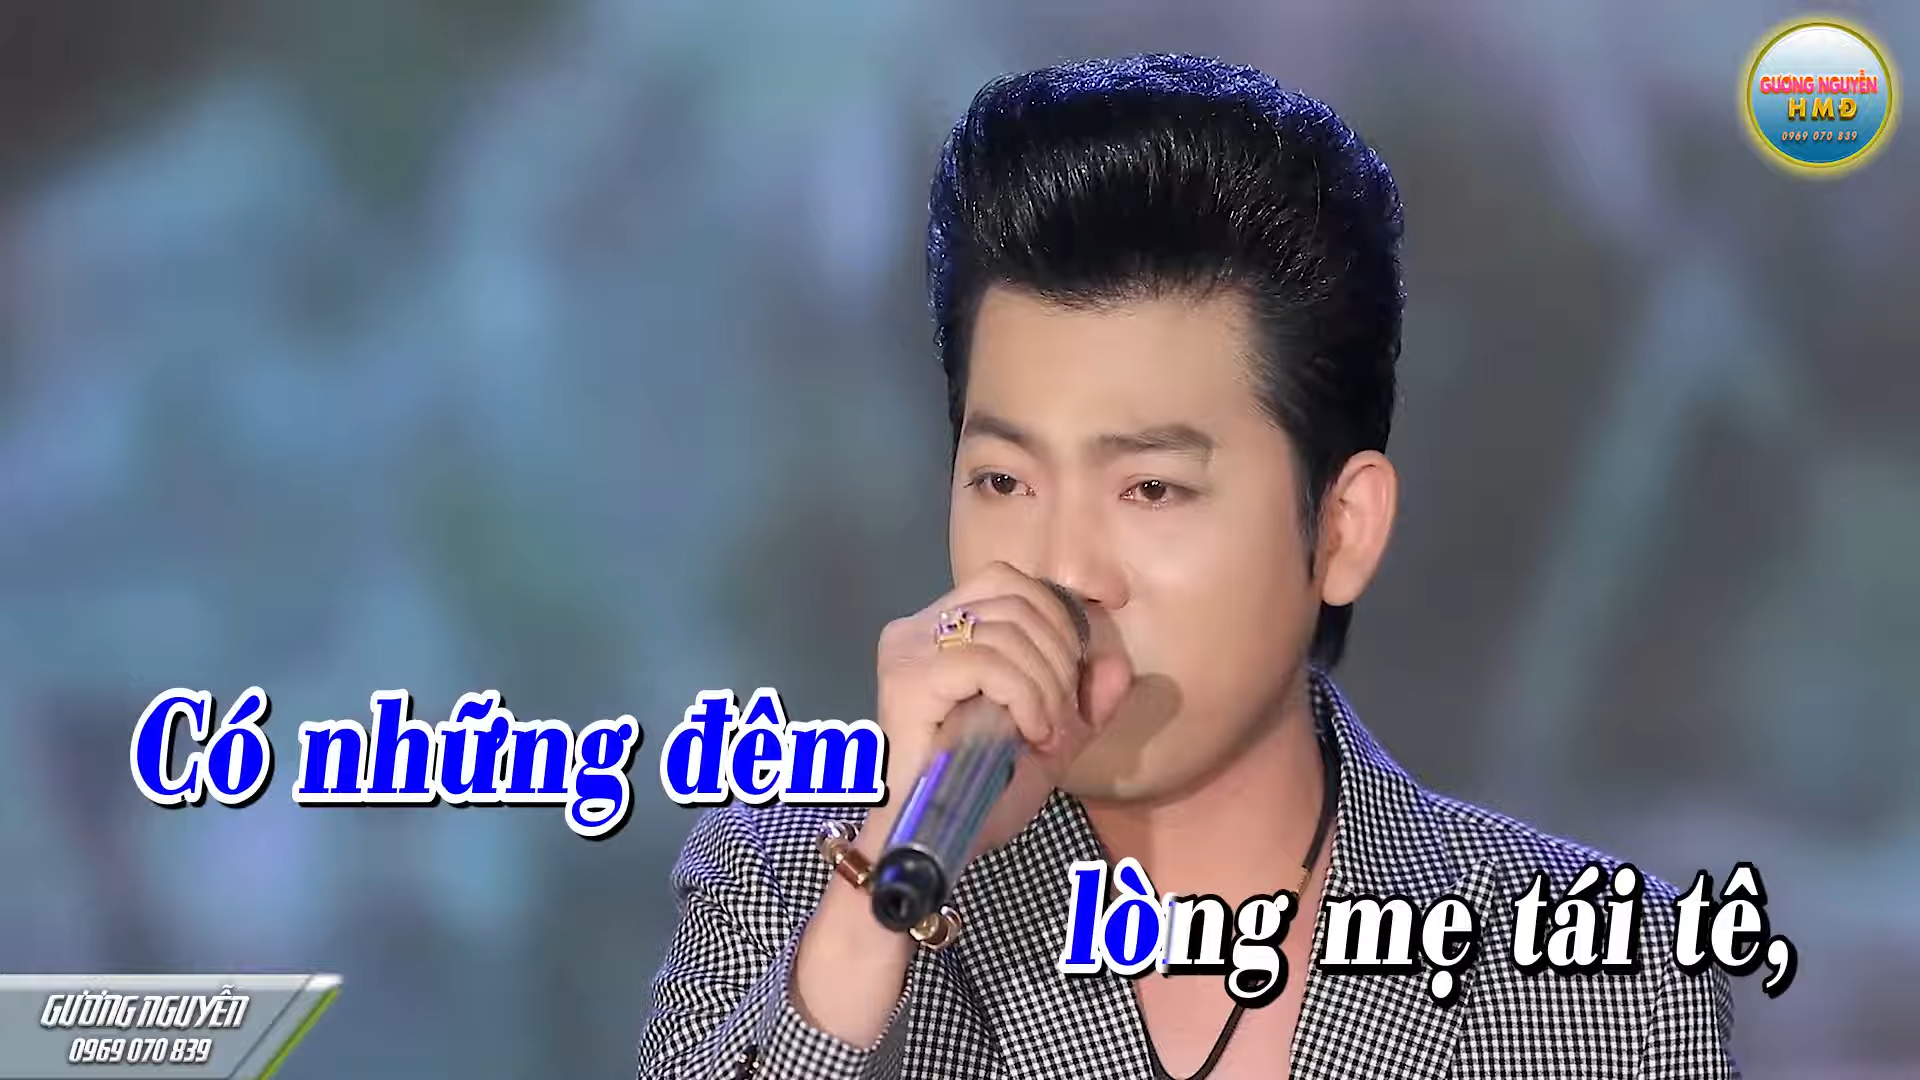 GƯƠNG NGUYỄN
HMĐ
0969 070 839
Có những đêm
lòng mẹ tái tê,
GƯƠNG NGUYỄN
0969 070 839